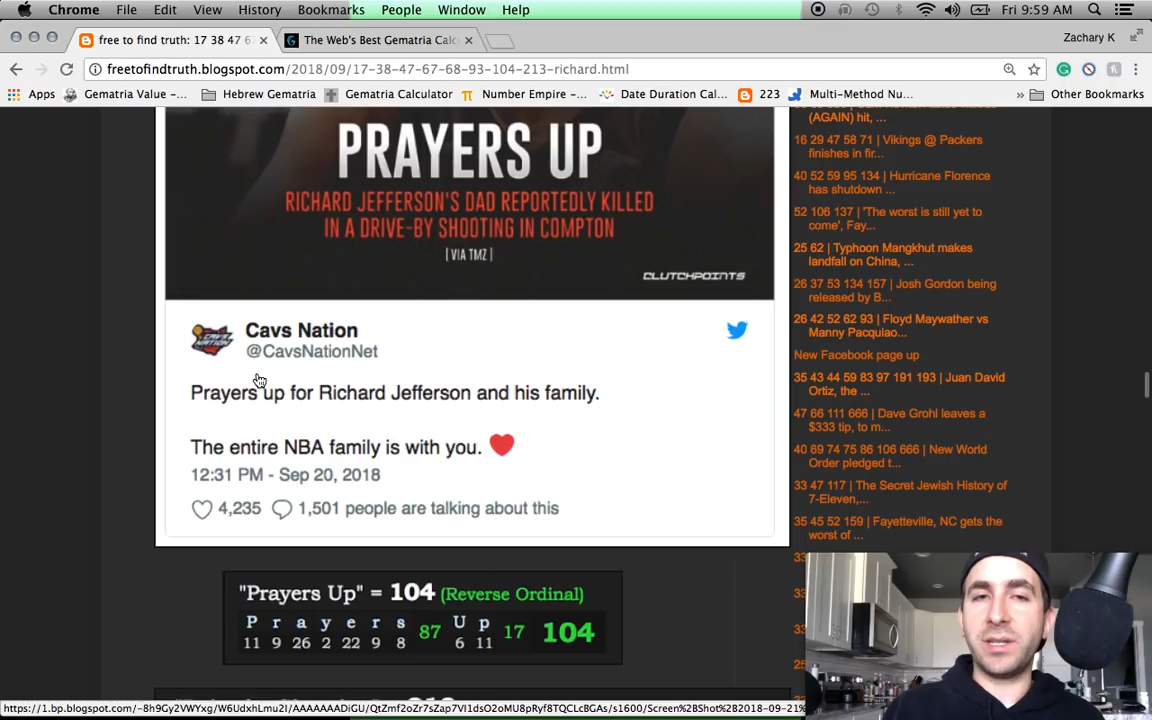 Chrome File Edit View History Bookmarks People Window Help Fri 9:59 AM
free to find truth: 17 38 47 6
The Web's Best Gematria Calc
Zachary K
freetofindtruth.blogspot.com/2018/09/17-38-47-67-68-93-104-213-richard.html
Apps Gematria Value -... Hebrew Gematria Gematria Calculator Number Empire -... Date Duration Cal... 223 Multi-Method Nu... » Other Bookmarks
PRAYERS UP
RICHARD JEFFERSON'S DAD REPORTEDLY KILLED
IN A DRIVE-BY SHOOTING IN COMPTON
[VIA TMZ]
CLUTCHPOINTS
Cavs Nation
@CavsNationNet
Prayers up for Richard Jefferson and his family.
The entire NBA family is with you.
12:31 PM - Sep 20, 2018
4,235 1,501 people are talking about this
"Prayers Up" = 104 (Reverse Ordinal)
P r a y e r s 87 U p 17 104
11 9 26 2 22 9 8 6 11
(AGAIN) hit, ...
16 29 47 58 71 | Vikings @ Packers
finishes in fir...
40 52 59 95 134 | Hurricane Florence
has shutdown ...
52 106 137 | 'The worst is still yet to
come', Fay...
25 62 | Typhoon Mangkhut makes
landfall on China, ...
26 37 53 134 157 | Josh Gordon being
released by B...
26 42 52 62 93 | Floyd Maywather vs
Manny Pacquiao...
New Facebook page up
35 43 44 59 83 97 191 193 | Juan David
Ortiz, the ...
47 66 111 666 | Dave Grohl leaves a
$333 tip, to m...
40 69 74 75 86 106 666 | New World
Order pledged t...
33 47 117 | The Secret Jewish History of
7-Eleven,...
35 45 52 159 | Fayetteville, NC gets the
worst of ...